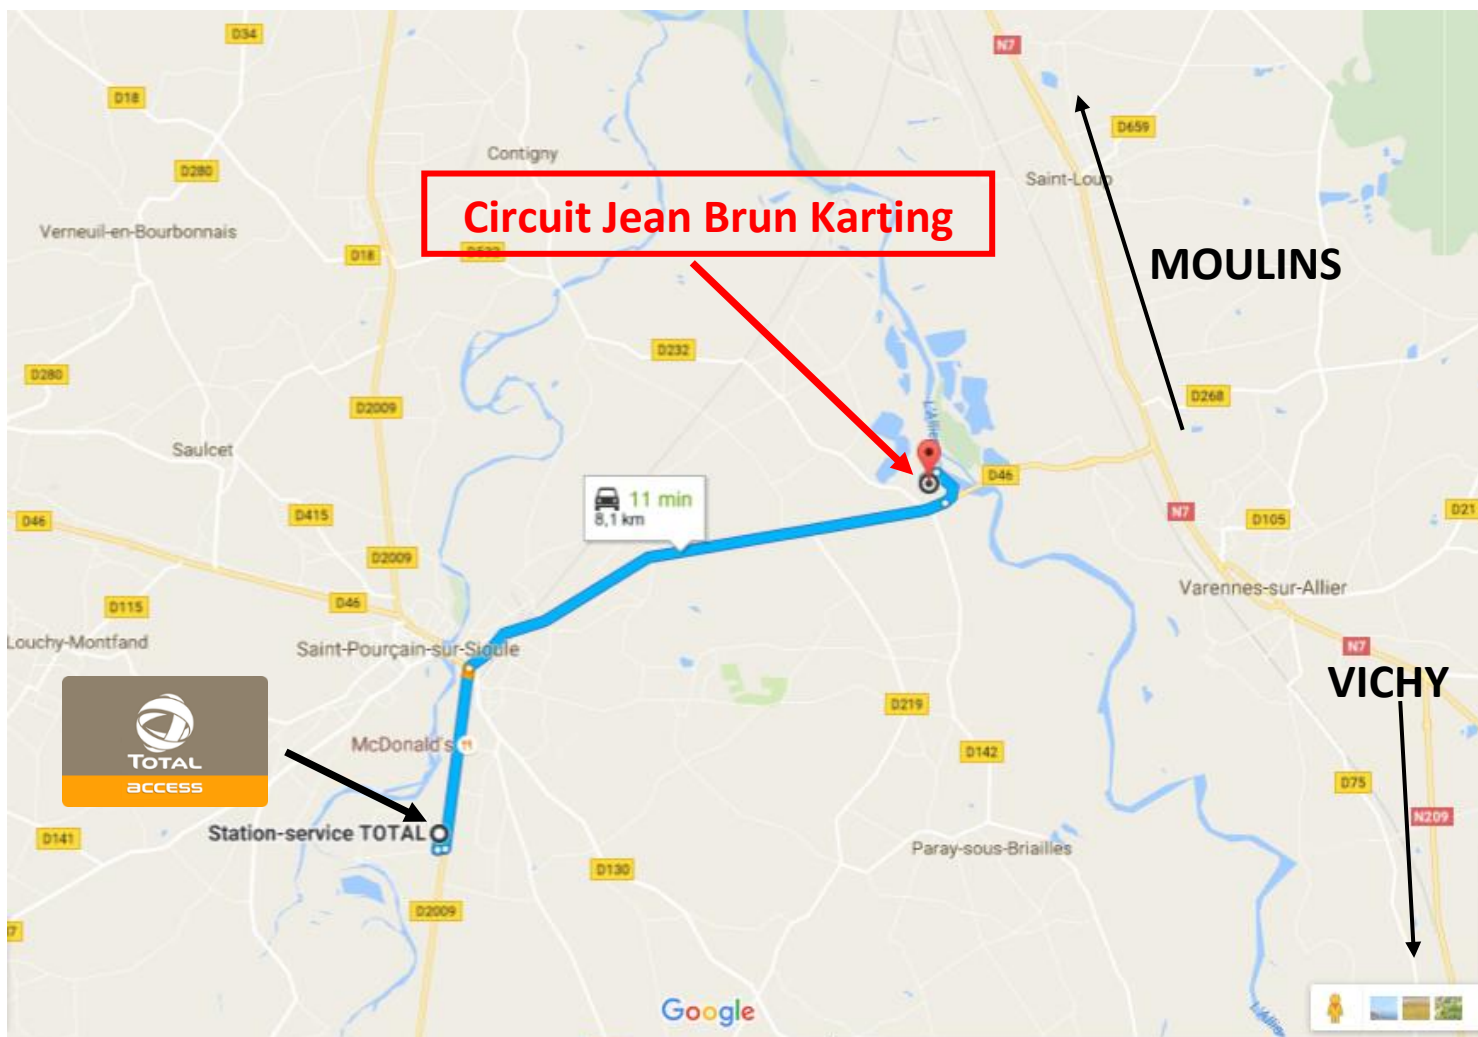 D34
N7
D18
D659
Contigny
D280
Saint-Loup
Circuit Jean Brun Karting
Verneuil-en-Bourbonnais
D18
D532
MOULINS
D232
D280
D268
D2009
L'Allier
Saulcet
D46
11 min
8,1 km
D46
D415
N7
D105
D21
D2009
Varennes-sur-Allier
D46
D115
Louchy-Montfand
Saint-Pourçain-sur-Sioule
N7
VICHY
D219
TOTAL
access
McDonald's
D142
D75
Station-service TOTAL
D141
N209
Paray-sous-Briailles
D130
D2009
7
Google
L'Allier